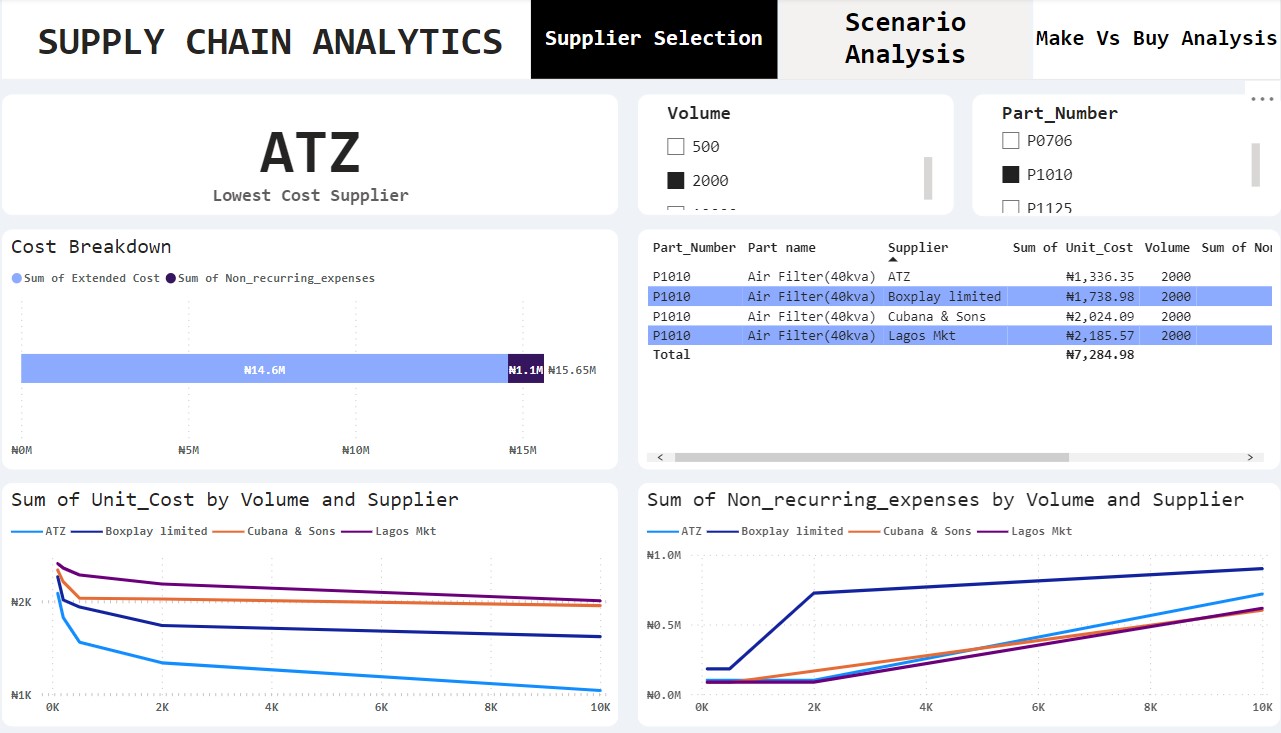 SUPPLY CHAIN ANALYTICS
Supplier Selection
Scenario
Analysis
Make Vs Buy Analysis
ATZ
Lowest Cost Supplier
Volume
500
2000
Part_Number
P0706
P1010
P1125
Cost Breakdown
Sum of Extended Cost Sum of Non_recurring_expenses
₦14.6M ₦1.1M ₦15.65M
₦0M ₦5M ₦10M ₦15M
Part_Number Part name Supplier Sum of Unit_Cost Volume Sum of
P1010 Air Filter(40kva) ATZ ₦1,336.35 2000
P1010 Air Filter(40kva) Boxplay limited ₦1,738.98 2000
P1010 Air Filter(40kva) Cubana & Sons ₦2,024.09 2000
P1010 Air Filter(40kva) Lagos Mkt ₦2,185.57 2000
Total ₦7,284.98
Sum of Unit_Cost by Volume and Supplier
ATZ Boxplay limited Cubana & Sons Lagos Mkt
₦2K
₦1K
0K 2K 4K 6K 8K 10K
Sum of Non_recurring_expenses by Volume and Supplier
ATZ Boxplay limited Cubana & Sons Lagos Mkt
₦1.0M
₦0.5M
₦0.0M
0K 2K 4K 6K 8K 10K